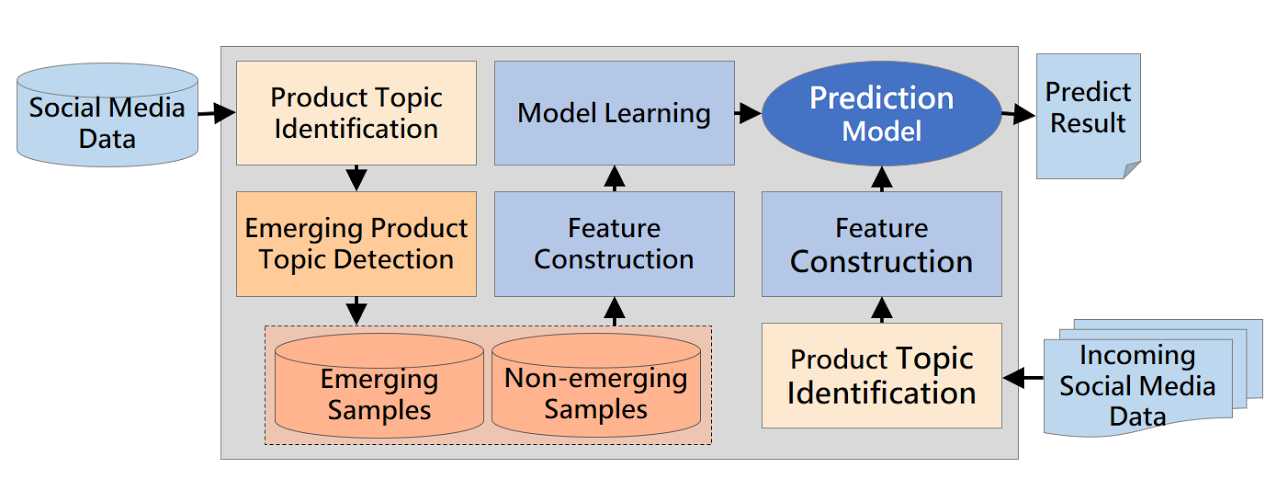 Social Media
Data
Product Topic
Identification
Model Learning
Prediction
Model
Predict
Result
Emerging Product
Topic Detection
Feature
Construction
Feature
Construction
Emerging
Samples
Non-emerging
Samples
Product Topic
Identification
Incoming
Social Media
Data